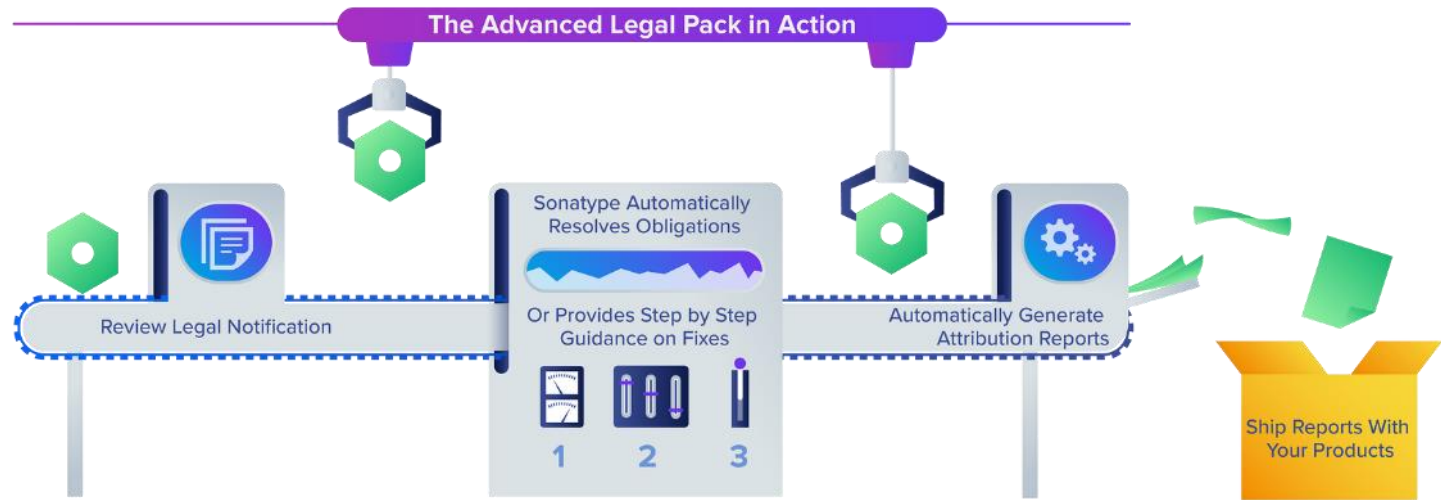 The Advanced Legal Pack in Action
Review Legal Notification
Sonatype Automatically
Resolves Obligations
Or Provides Step by Step
Guidance on Fixes
1 2 3
Automatically Generate
Attribution Reports
Ship Reports With
Your Products